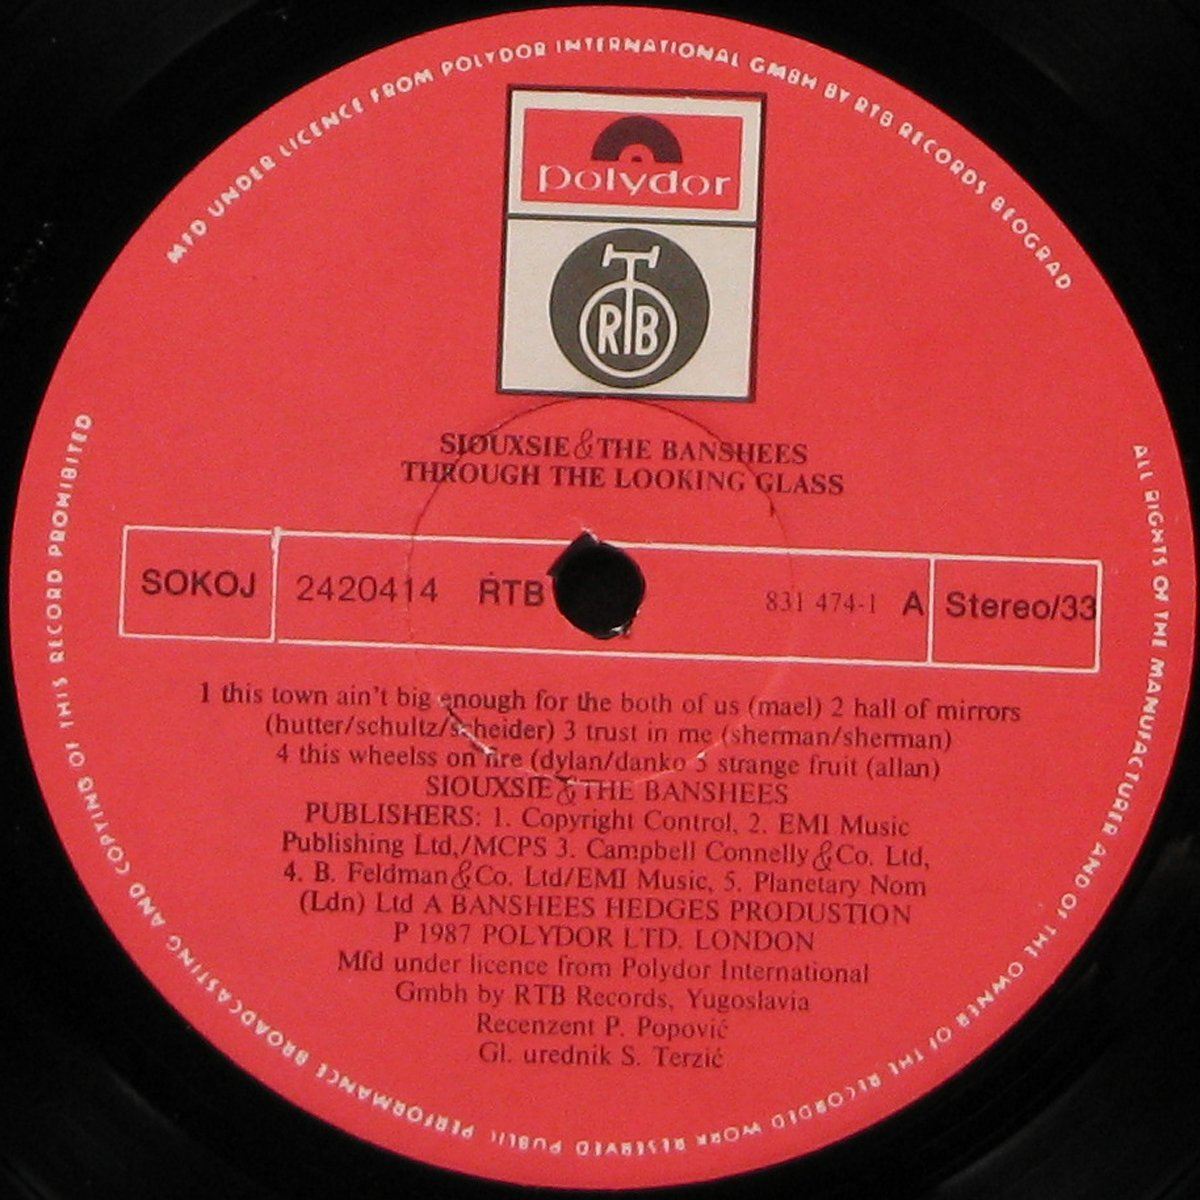 MFD UNDER LICENCE FROM POLYDOR INTERNATIONAL GMBH BY RTB RECORDS BEOGRAD
polydor
RTB
SIOUXSIE & THE BANSHEES
THROUGH THE LOOKING GLASS
SOKOJ 2420414 RTB 831 474-1 A Stereo/33
1 this town ain't big enough for the both of us (mael) 2 hall of mirrors
(hutter/schultz/scheider) 3 trust in me (sherman/sherman)
4 this wheelss on fire (dylan/danko 5 strange fruit (allan)
SIOUXSIE & THE BANSHEES
PUBLISHERS: 1. Copyright Control, 2. EMI Music
Publishing Ltd,/MCPS 3. Campbell Connelly & Co. Ltd,
4. B. Feldman & Co. Ltd/EMI Music, 5. Planetary Nom
(Ldn) Ltd A BANSHEES HEDGES PRODUSTION
P 1987 POLYDOR LTD. LONDON
Mfd under licence from Polydor International
Gmbh by RTB Records, Yugoslavia
Recenzent P. Popović
Gl. urednik S. Terzić
ALL RIGHTS OF THE MANUFACTURER AND OF THE OWNER OF THE RECORDED WORK RESERVED PUBLIC PERFORMANCE BROADCASTING AND COPYING OF THIS RECORD PROHIBITED